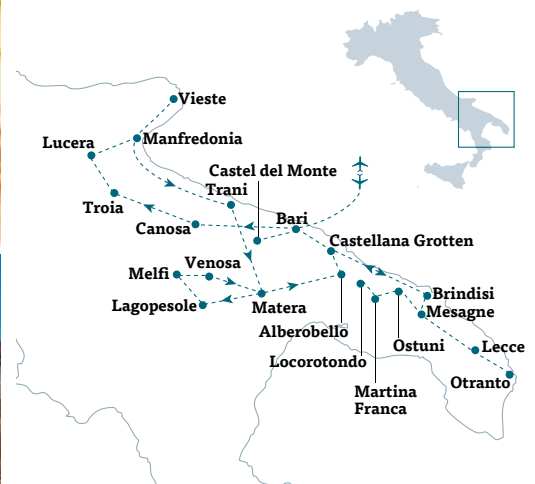 Vieste
Manfredonia
Lucera
Castel del Monte
Trani
Troia
Bari
Canosa
Castellana Grotten
Venosa
Melfi
Brindisi
Lagopesole
Matera
Mesagne
Alberobello
Ostuni
Lecce
Locorotondo
Otranto
Martina
Franca